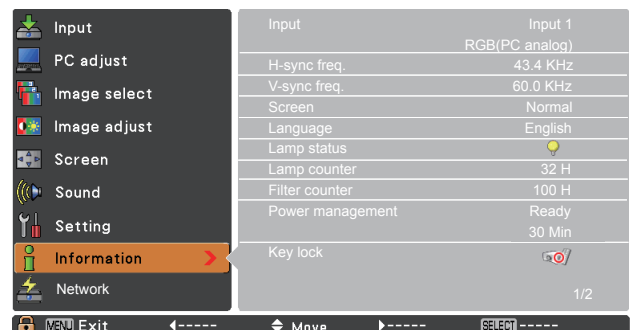 Input
PC adjust
Image select
Image adjust
Screen
Sound
Setting
Information
Network
Input Input 1
RGB(PC analog)
H-sync freq. 43.4 KHz
V-sync freq. 60.0 KHz
Screen Normal
Language English
Lamp status
Lamp counter 32 H
Filter counter 100 H
Power management Ready
30 Min
Key lock
1/2
MENU Exit ----- Move ----- SELECT -----